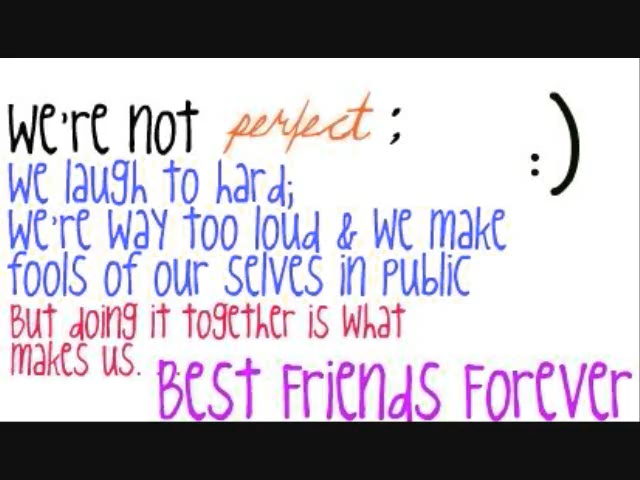 We're not perfect;
:)
We laugh to hard;
We're way too loud & we make
fools of our selves in public
But doing it together is what
makes us.
Best Friends Forever